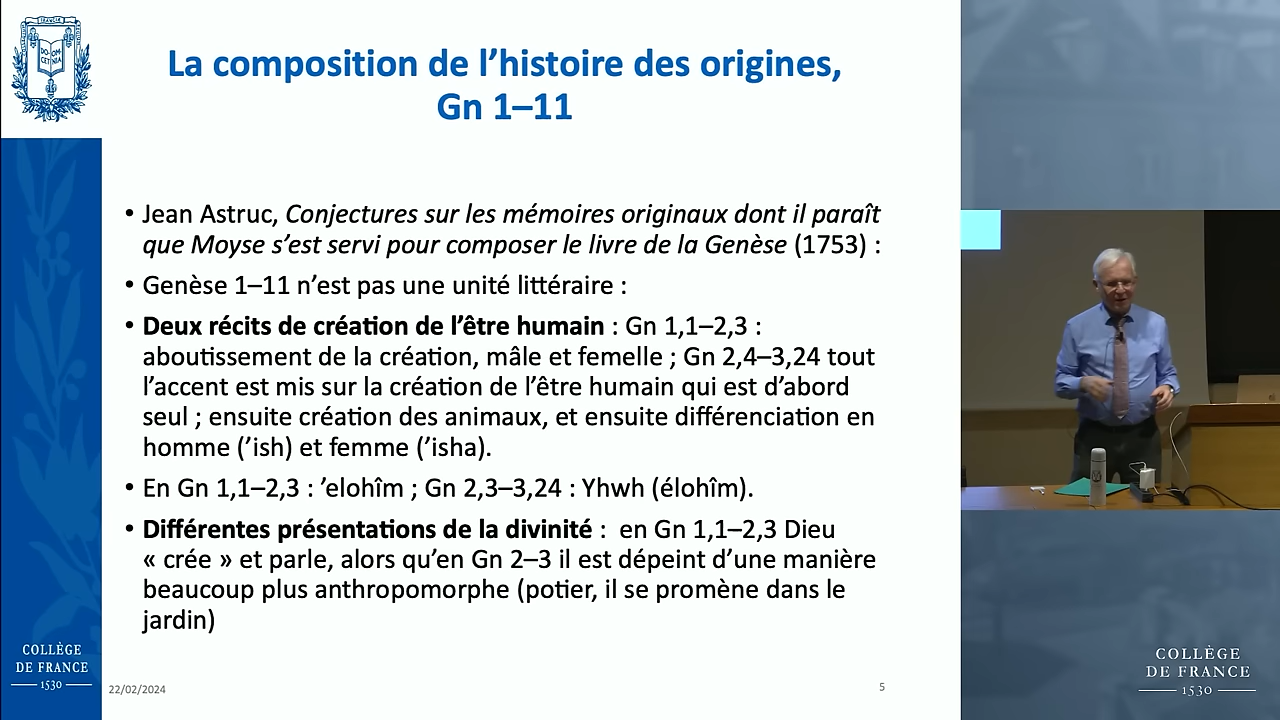 La composition de l’histoire des origines,
Gn 1–11
• Jean Astruc, Conjectures sur les mémoires originaux dont il paraît
que Moyse s’est servi pour composer le livre de la Genèse (1753) :
• Genèse 1–11 n’est pas une unité littéraire :
• Deux récits de création de l’être humain : Gn 1,1–2,3 :
aboutissement de la création, mâle et femelle ; Gn 2,4–3,24 tout
l’accent est mis sur la création de l’être humain qui est d’abord
seul ; ensuite création des animaux, et ensuite différenciation en
homme (’ish) et femme (’isha).
• En Gn 1,1–2,3 : ’elohîm ; Gn 2,3–3,24 : Yhwh (élohîm).
• Différentes présentations de la divinité : en Gn 1,1–2,3 Dieu
« crée » et parle, alors qu’en Gn 2–3 il est dépeint d’une manière
beaucoup plus anthropomorphe (potier, il se promène dans le
jardin)
COLLÈGE
DE FRANCE
1530
22/02/2024
5
COLLÈGE
DE FRANCE
1530